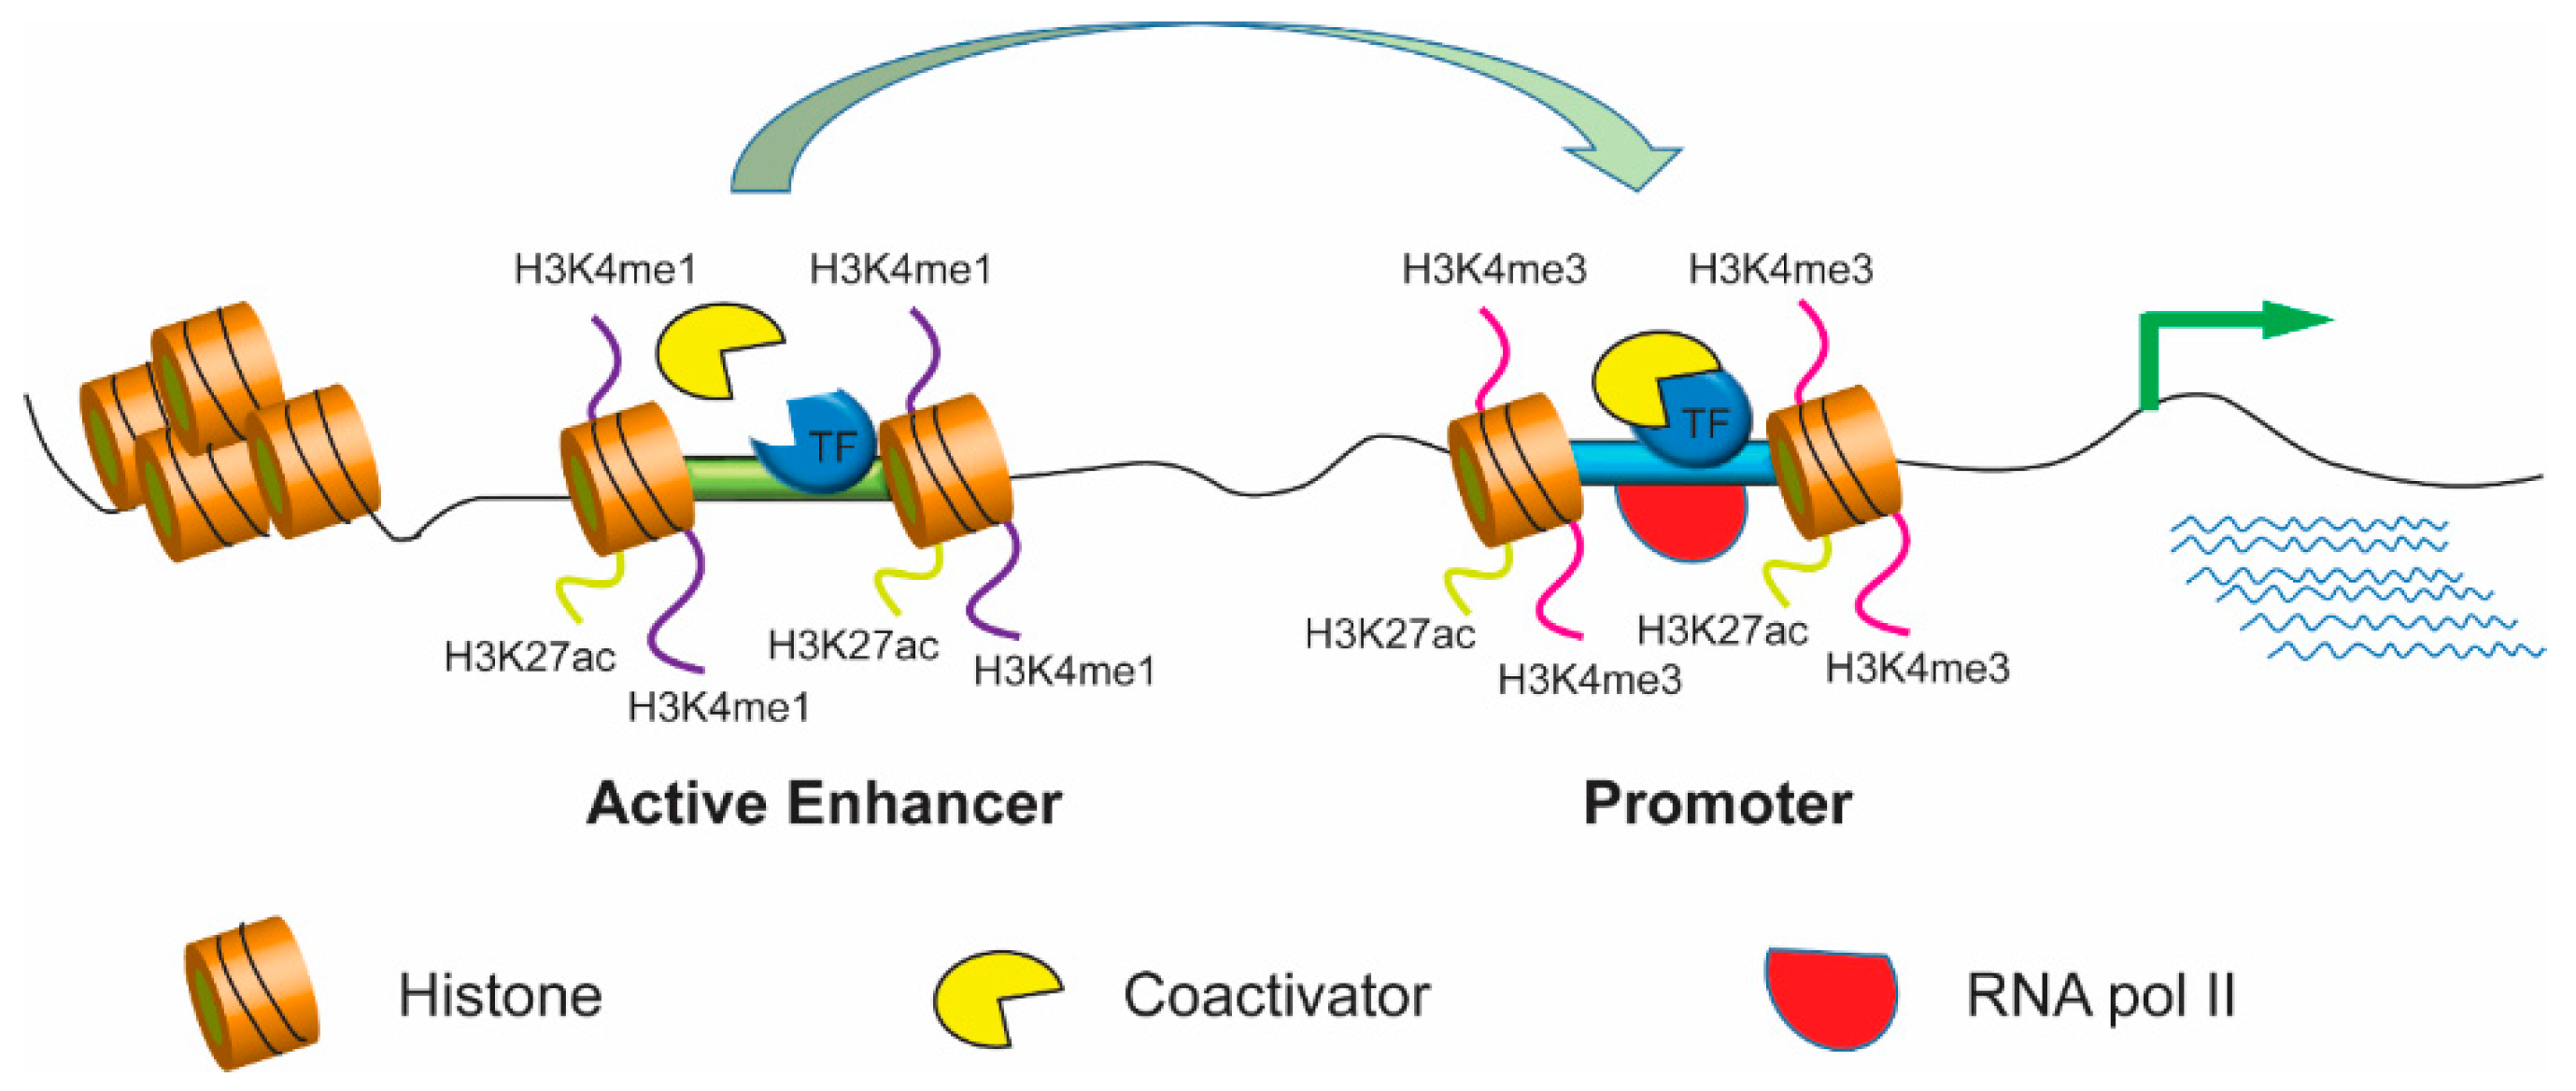 H3K4me1 H3K4me1 H3K4me3 H3K4me3
TF TF
H3K27ac H3K27ac H3K27ac H3K27ac
H3K4me1 H3K4me1 H3K4me3 H3K4me3
Active Enhancer Promoter
Histone Coactivator RNA pol II